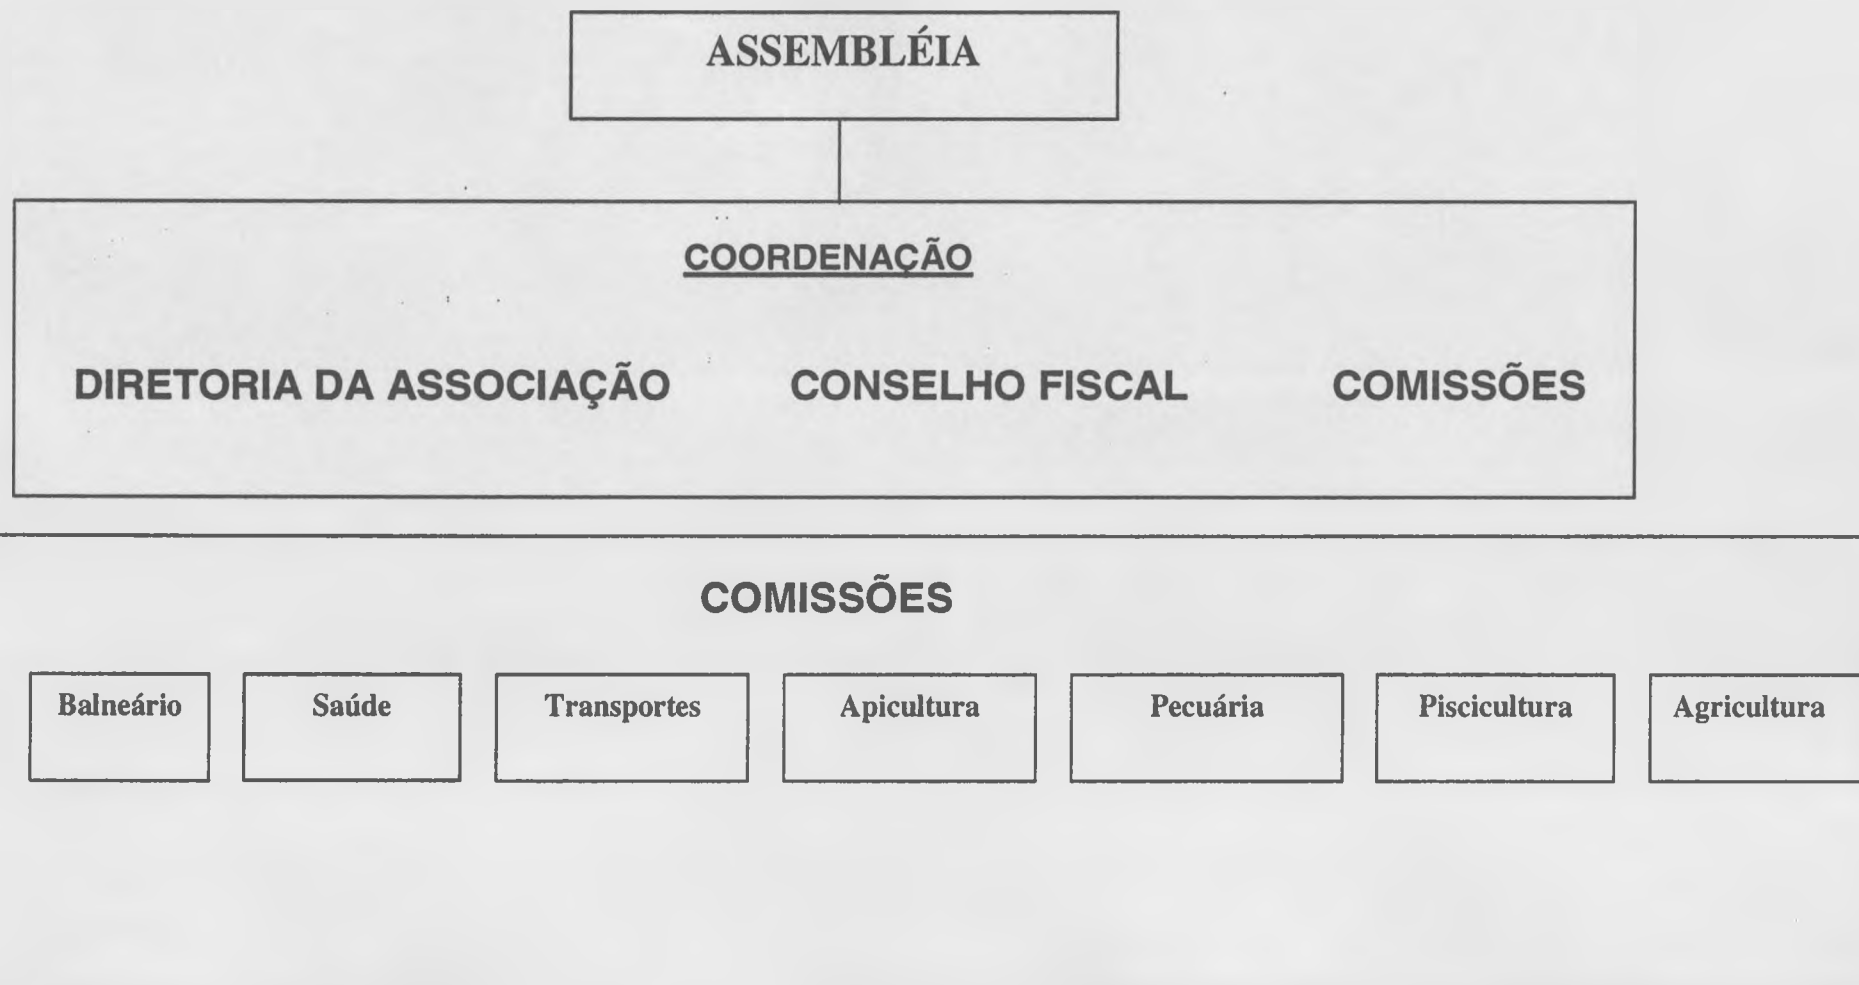 ASSEMBLÉIA
COORDENAÇÃO
DIRETORIA DA ASSOCIAÇÃO CONSELHO FISCAL COMISSÕES
COMISSÕES
Balneário Saúde Transportes Apicultura Pecuária Piscicultura Agricultura